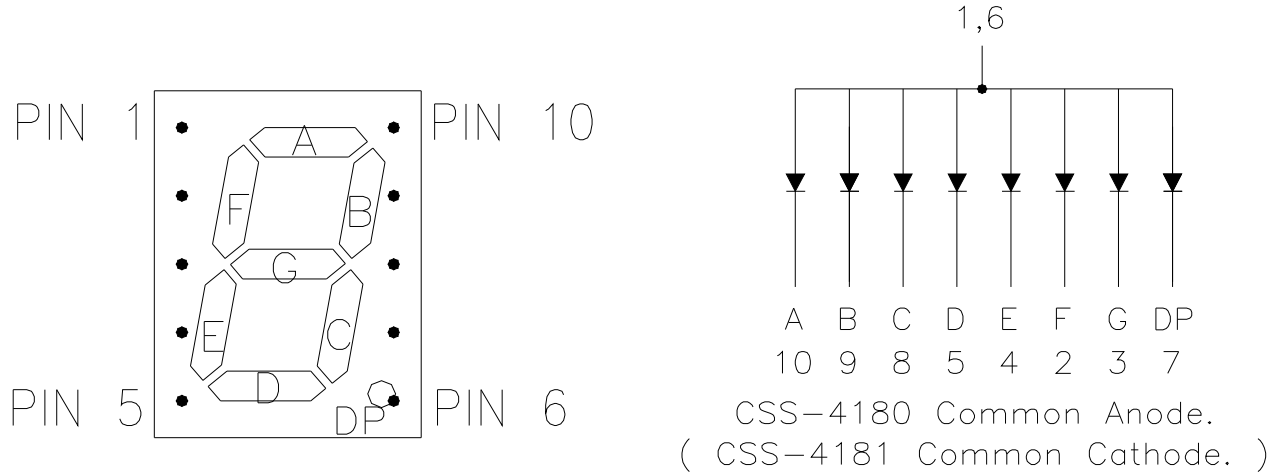 PIN 1
PIN 10
A
F
B
G
E
C
D
DP
PIN 5
PIN 6
1,6
A B C D E F G DP
10 9 8 5 4 2 3 7
CSS-4180 Common Anode.
( CSS-4181 Common Cathode. )